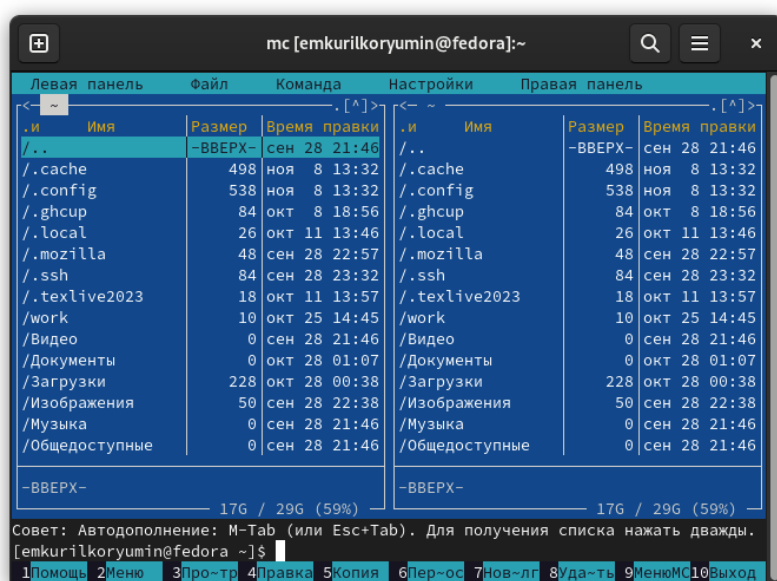 mc [emkurilkoryumin@fedora]:~
Левая панель Файл Команда Настройки Правая панель
<— ~ .[^]> <— ~ .[^]>
.и Имя Размер Время правки .и Имя Размер Время правки
/.. -ВВЕРХ- сен 28 21:46 /.. -ВВЕРХ- сен 28 21:46
/.cache 498 ноя 8 13:32 /.cache 498 ноя 8 13:32
/.config 538 ноя 8 13:32 /.config 538 ноя 8 13:32
/.ghcup 84 окт 8 18:56 /.ghcup 84 окт 8 18:56
/.local 26 окт 11 13:46 /.local 26 окт 11 13:46
/.mozilla 48 сен 28 22:57 /.mozilla 48 сен 28 22:57
/.ssh 84 сен 28 23:32 /.ssh 84 сен 28 23:32
/.texlive2023 18 окт 11 13:57 /.texlive2023 18 окт 11 13:57
/work 10 окт 25 14:45 /work 10 окт 25 14:45
/Видео 0 сен 28 21:46 /Видео 0 сен 28 21:46
/Документы 0 окт 28 01:07 /Документы 0 окт 28 01:07
/Загрузки 228 окт 28 00:38 /Загрузки 228 окт 28 00:38
/Изображения 50 сен 28 22:38 /Изображения 50 сен 28 22:38
/Музыка 0 сен 28 21:46 /Музыка 0 сен 28 21:46
/Общедоступные 0 сен 28 21:46 /Общедоступные 0 сен 28 21:46
-ВВЕРХ- -ВВЕРХ-
17G / 29G (59%) 17G / 29G (59%)
Совет: Автодополнение: M-Tab (или Esc+Tab). Для получения списка нажать дважды.
[emkurilkoryumin@fedora ~]$
1Помощь 2Меню 3Про~тр 4Правка 5Копия 6Пер~ос 7Нов~лг 8Уда~ть 9МенюMC 10Выход